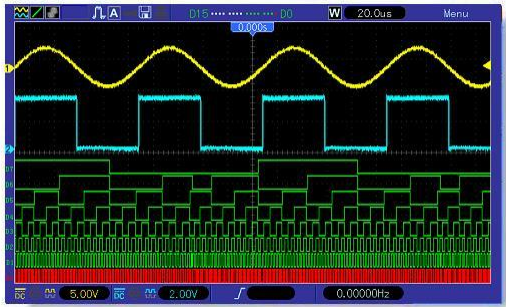 A D15 D0 W 20.0us Menu
0.000s
1
2
D7
D6
D5
D4
D3
D2
D1
DC 5.00V DC 2.00V 0.00000Hz